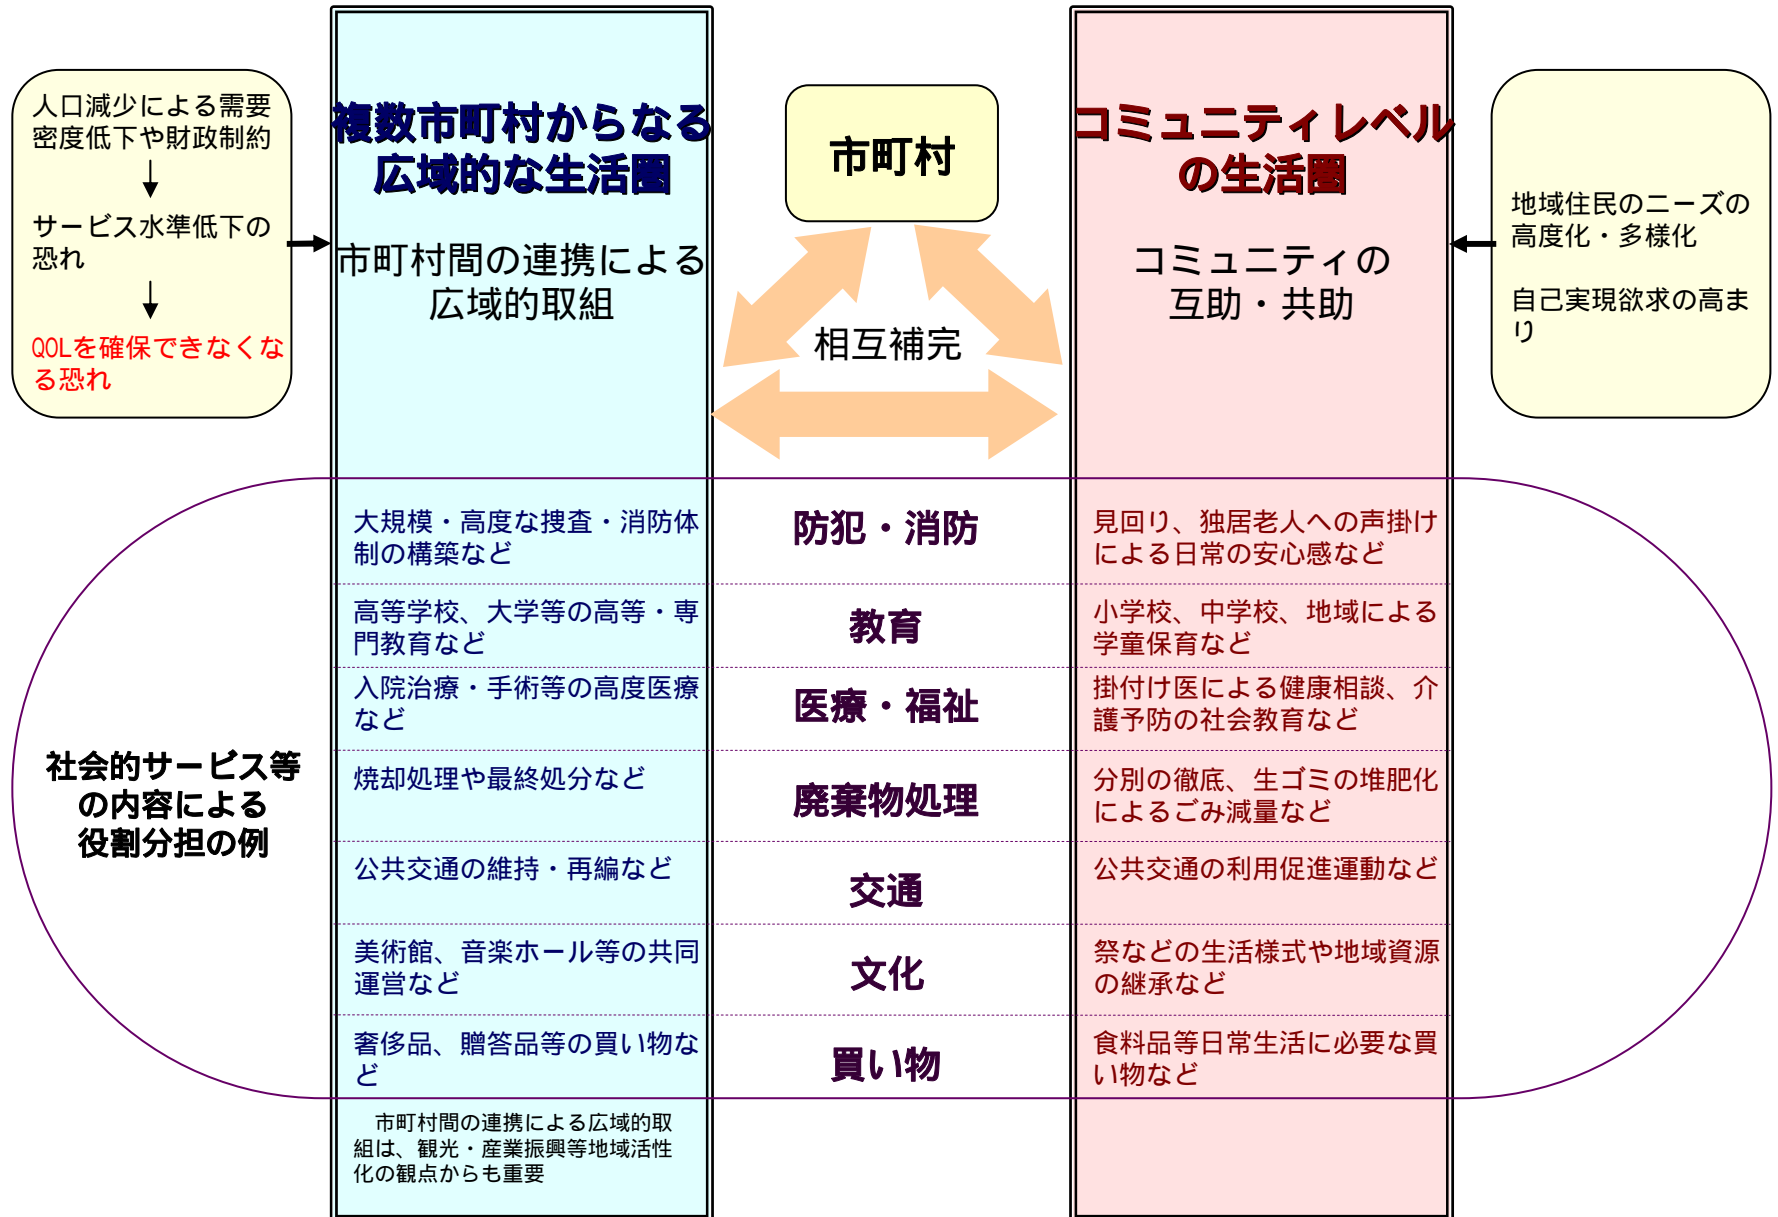 人口減少による需要
密度低下や財政制約
サービス水準低下の
恐れ
QOLを確保できなくな
る恐れ
複数市町村からなる
広域的な生活圏
市町村間の連携による
広域的取組
市町村
相互補完
コミュニティレベル
の生活圏
コミュニティの
互助・共助
地域住民のニーズの
高度化・多様化
自己実現欲求の高ま
り
社会的サービス等
の内容による
役割分担の例
大規模・高度な捜査・消防体
制の構築など
防犯・消防
見回り、独居老人への声掛け
による日常の安心感など
高等学校、大学等の高等・専
門教育など
教育
小学校、中学校、地域による
学童保育など
入院治療・手術等の高度医療
など
医療・福祉
掛付け医による健康相談、介
護予防の社会教育など
焼却処理や最終処分など
廃棄物処理
分別の徹底、生ゴミの堆肥化
によるごみ減量など
公共交通の維持・再編など
交通
公共交通の利用促進運動など
美術館、音楽ホール等の共同
運営など
文化
祭などの生活様式や地域資源
の継承など
奢侈品、贈答品等の買い物な
ど
買い物
食料品等日常生活に必要な買
い物など
市町村間の連携による広域的取
組は、観光・産業振興等地域活性
化の観点からも重要